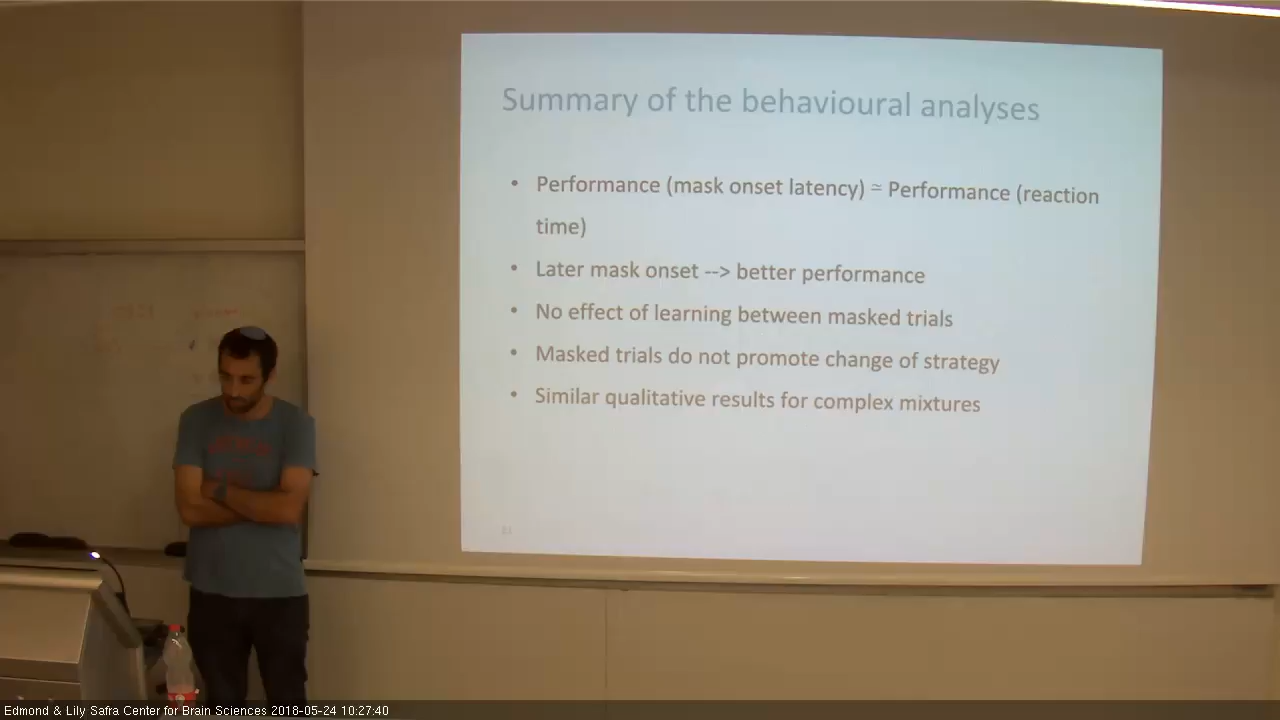 Summary of the behavioural analyses
• Performance (mask onset latency) ≃ Performance (reaction
time)
• Later mask onset --> better performance
• No effect of learning between masked trials
• Masked trials do not promote change of strategy
• Similar qualitative results for complex mixtures
Edmond & Lily Safra Center for Brain Sciences 2018-05-24 10:27:40